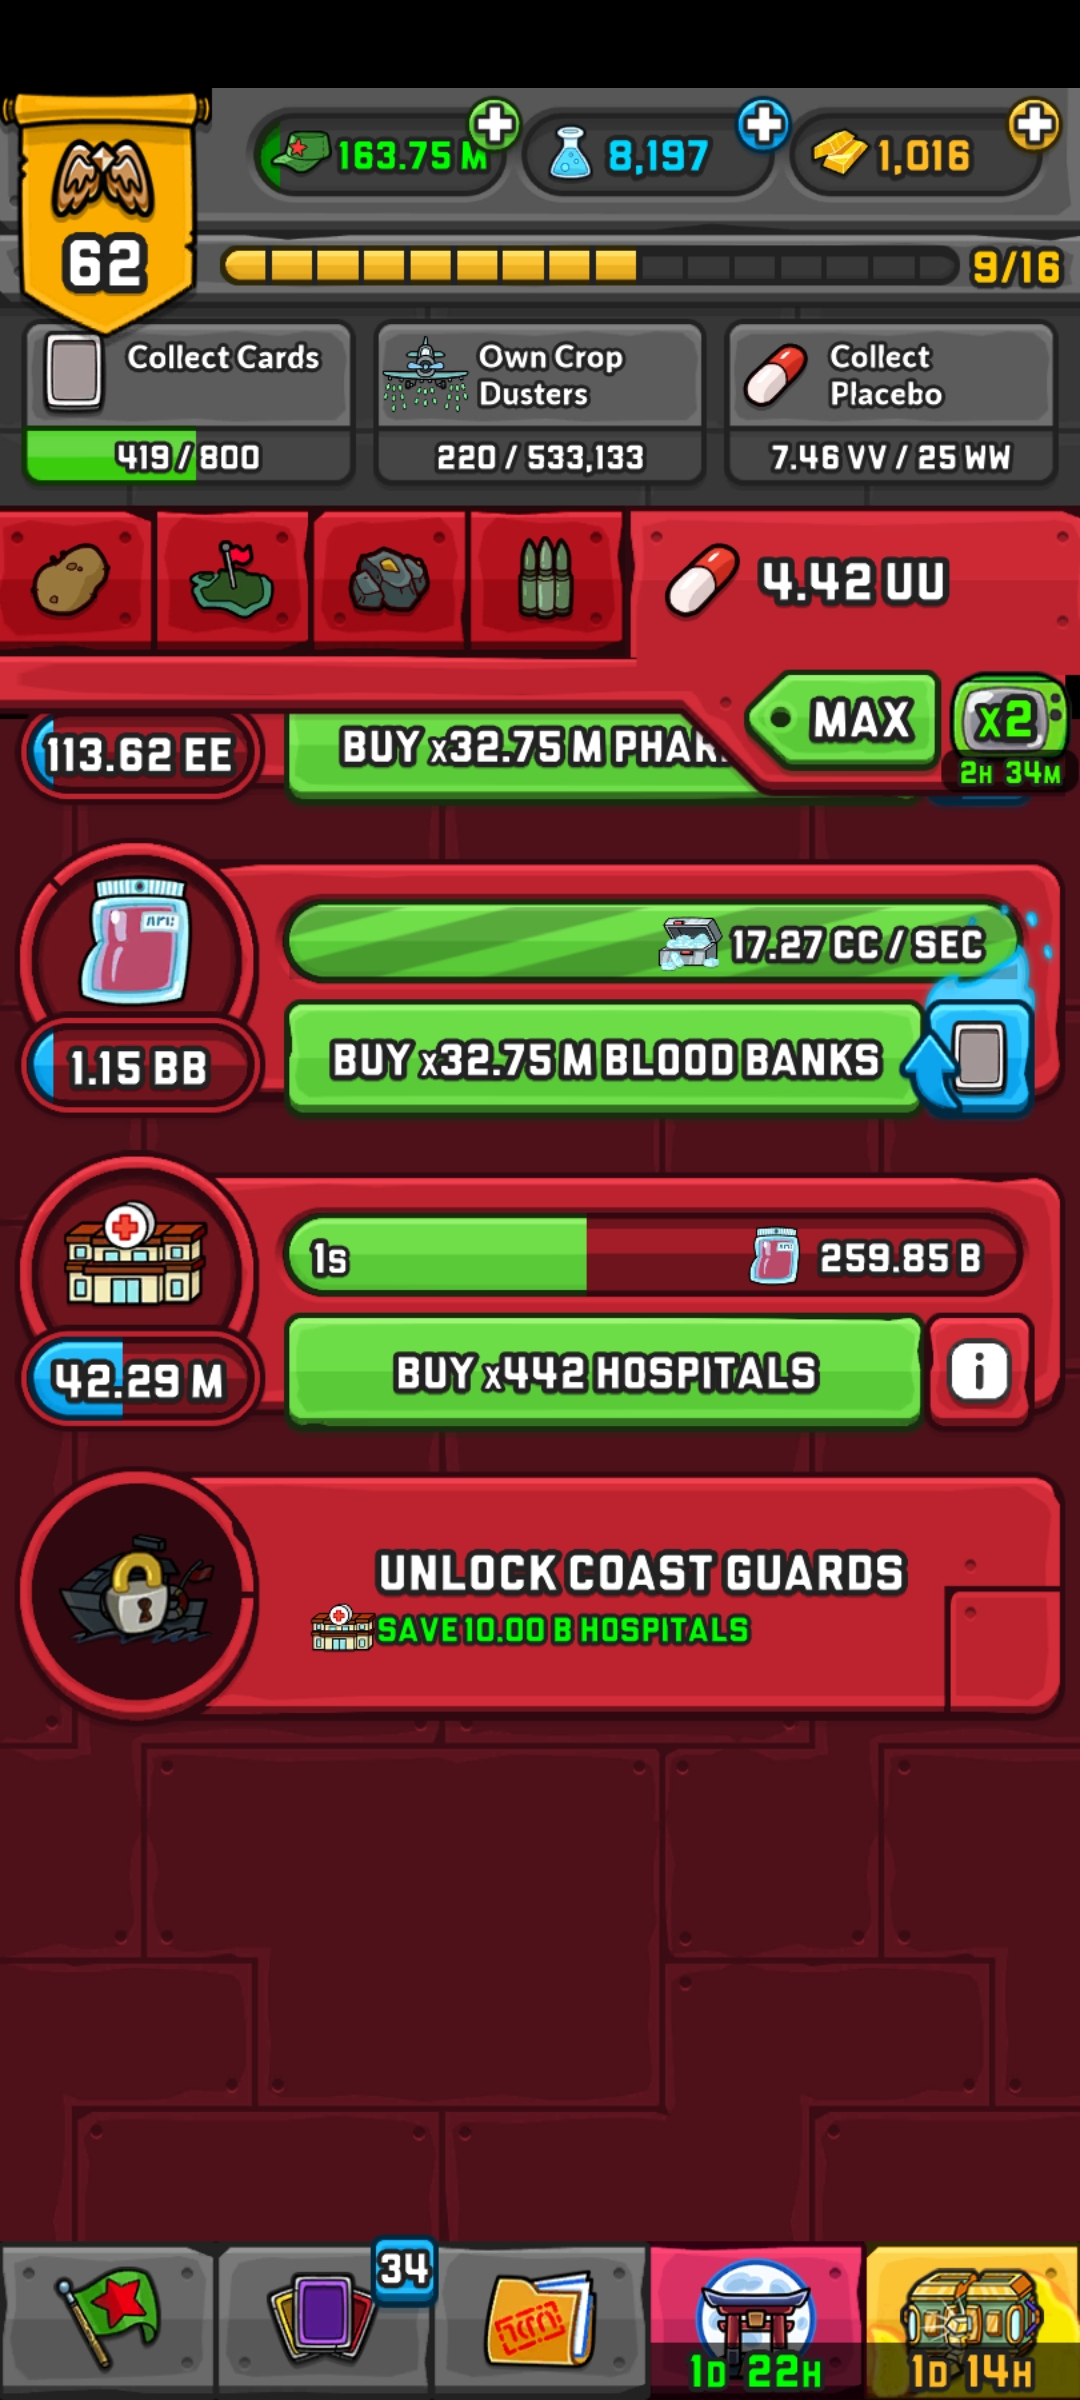 163.75 M
8,197
1,016
62
9/16
Collect Cards
419 / 800
Own Crop
Dusters
220 / 533,133
Collect
Placebo
7.46 VV / 25 WW
4.42 UU
MAX
x2
2H 34M
113.62 EE
BUY x32.75 M PHAR
17.27 CC / SEC
1.15 BB
BUY x32.75 M BLOOD BANKS
1s
259.85 B
42.29 M
BUY x442 HOSPITALS
i
UNLOCK COAST GUARDS
SAVE 10.00 B HOSPITALS
34
1D 22H
1D 14H